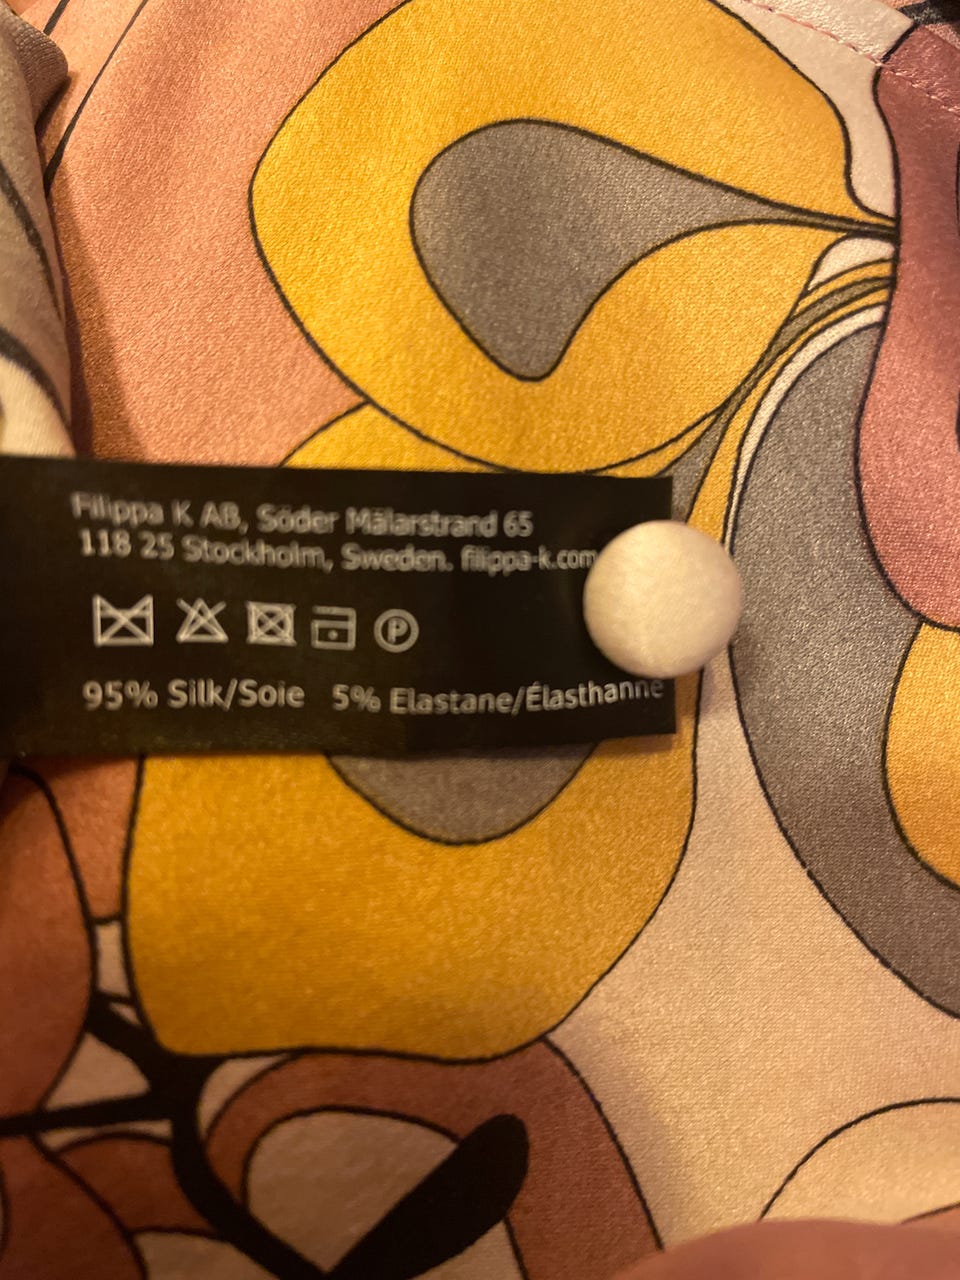 Filippa K AB, Söder Mälarstrand 65
118 25 Stockholm, Sweden. filippa-k.com
P
95% Silk/Soie 5% Elastane/Élasthanne